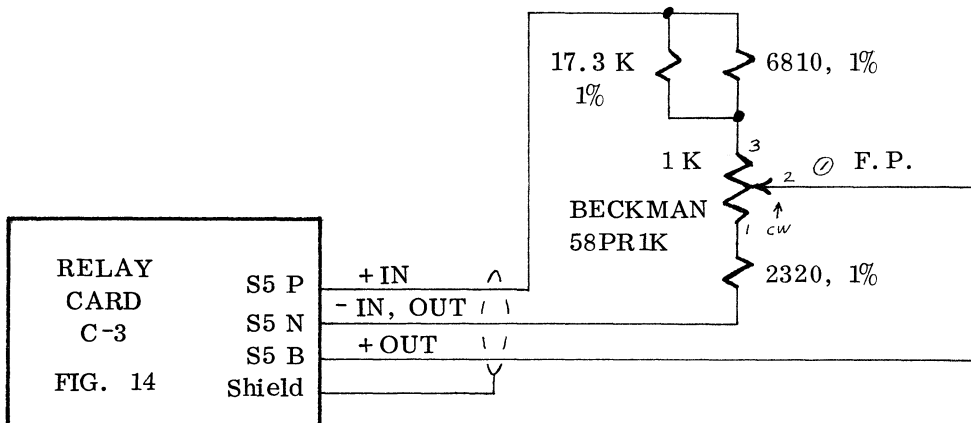 17.3 K
1%
6810, 1%
1 K
3
2
F. P.
BECKMAN
58PR1K
1
CW
2320, 1%
RELAY
CARD
C-3
FIG. 14
S5 P
+ IN
S5 N
- IN, OUT
S5 B
+ OUT
Shield